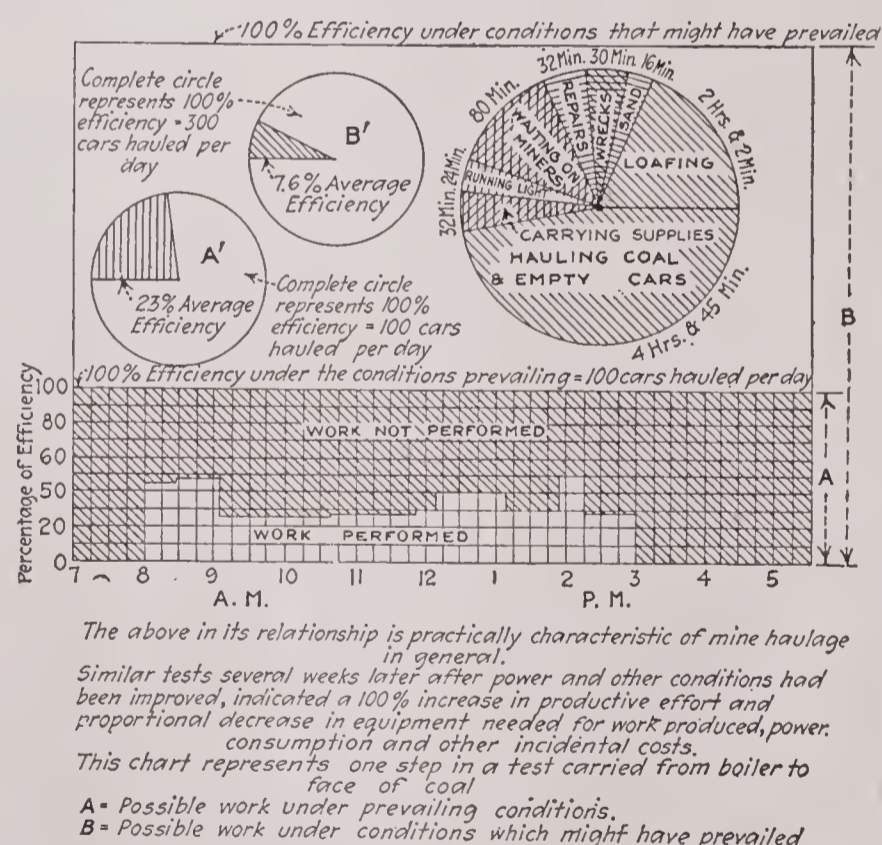 100% Efficiency under conditions that might have prevailed
Complete circle
represents 100%
efficiency = 300
cars hauled per
day
B'
7.6% Average
Efficiency
A'
23% Average
Efficiency
Complete circle
represents 100%
efficiency = 100 cars
hauled per day
32 Min.
30 Min.
16 Min.
2 Hrs. & 2 Min.
80 Min.
24 Min.
32 Min.
4 Hrs. & 45 Min.
REPAIRS
WRECKS
SAND
LOAFING
WAITING ON
MINERS
RUNNING LIGHT
CARRYING SUPPLIES
HAULING COAL
& EMPTY CARS
B
100% Efficiency under the conditions prevailing = 100 cars hauled per day
Percentage of Efficiency
100
80
60
50
20
0
WORK NOT PERFORMED
WORK PERFORMED
A
7 8 9 10 11 12 1 2 3 4 5
A. M. P. M.
The above in its relationship is practically characteristic of mine haulage
in general.
Similar tests several weeks later after power and other conditions had
been improved, indicated a 100% increase in productive effort and
proportional decrease in equipment needed for work produced, power.
consumption and other incidental costs.
This chart represents one step in a test carried from boiler to
face of coal
A = Possible work under prevailing conditions.
B = Possible work under conditions which might have prevailed